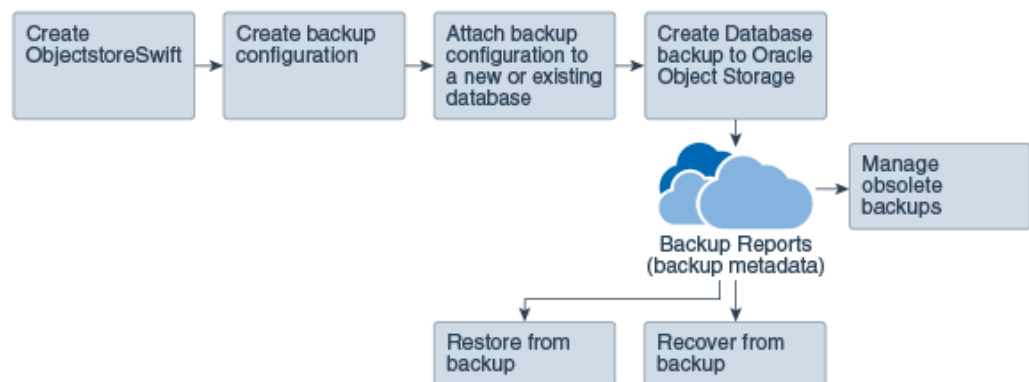 Create
ObjectstoreSwift
Create backup
configuration
Attach backup
configuration to
a new or existing
database
Create Database
backup to Oracle
Object Storage
Manage
obsolete
backups
Backup Reports
(backup metadata)
Restore from
backup
Recover from
backup